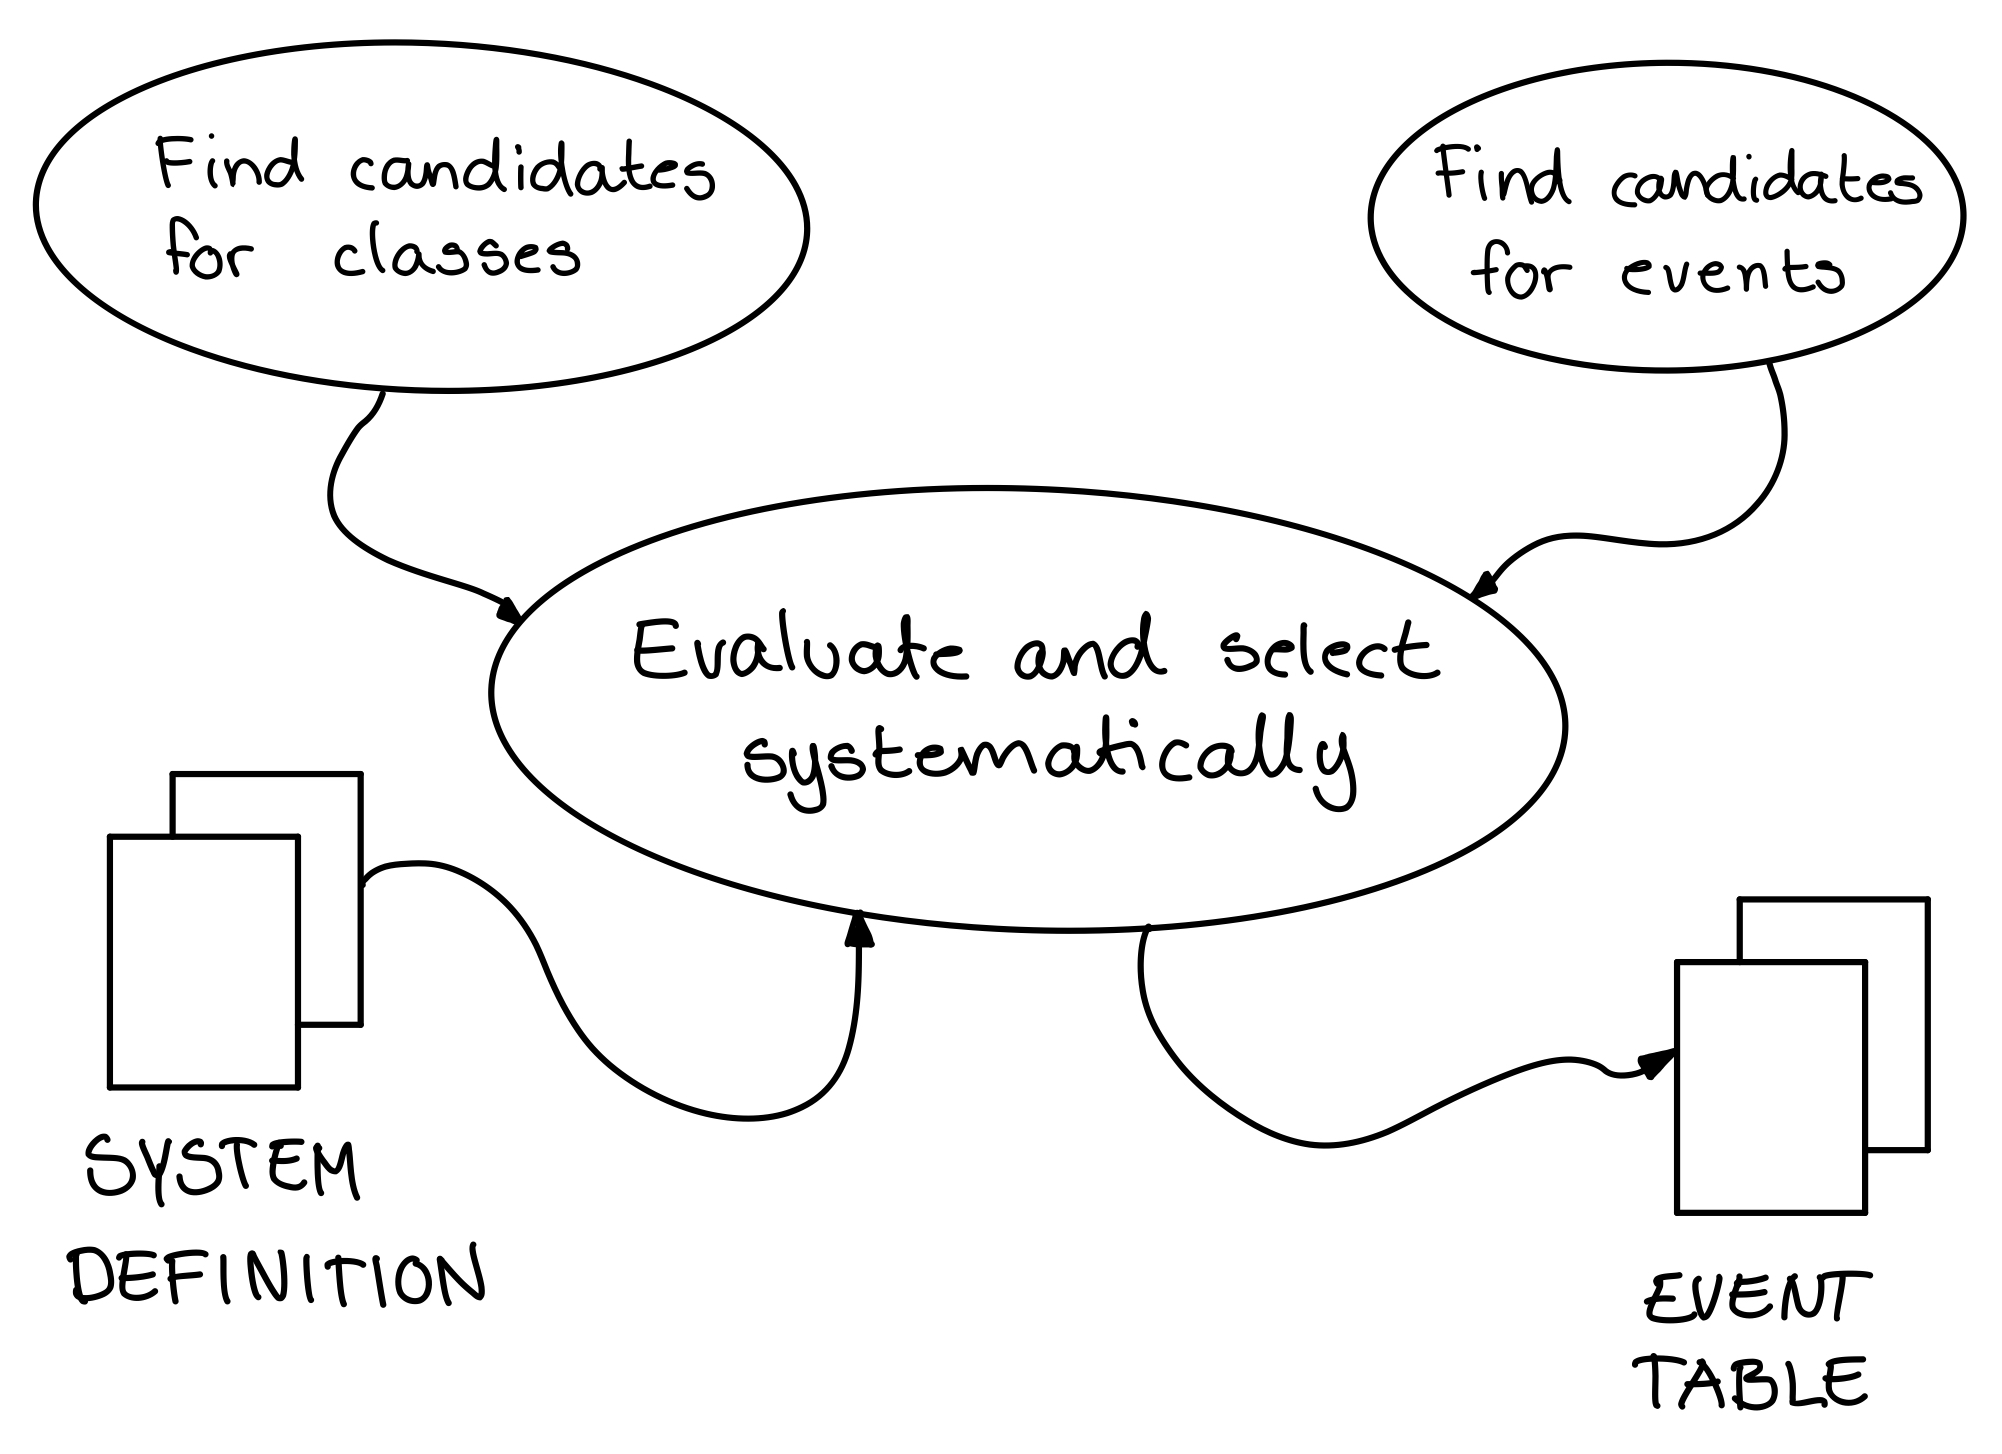 Find candidates
for classes
Find candidates
for events
Evaluate and select
systematically
SYSTEM
DEFINITION
EVENT
TABLE